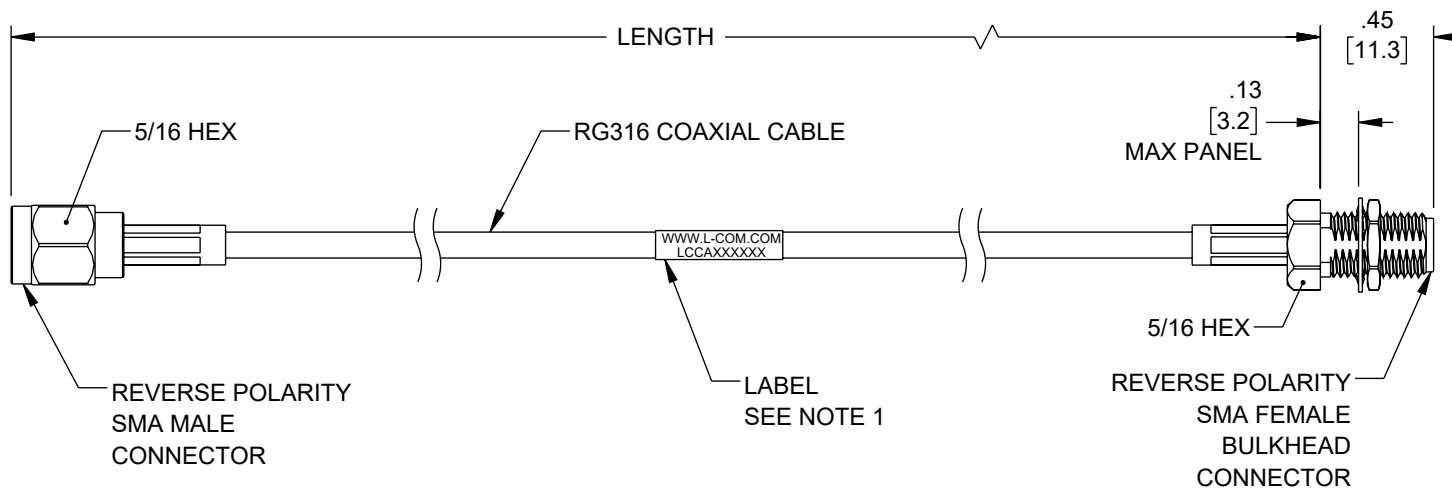 LENGTH
.45
[11.3]
.13
[3.2]
MAX PANEL
5/16 HEX
RG316 COAXIAL CABLE
WWW.L-COM.COM
LCCAXXXXXX
5/16 HEX
REVERSE POLARITY
SMA MALE
CONNECTOR
LABEL
SEE NOTE 1
REVERSE POLARITY
SMA FEMALE
BULKHEAD
CONNECTOR